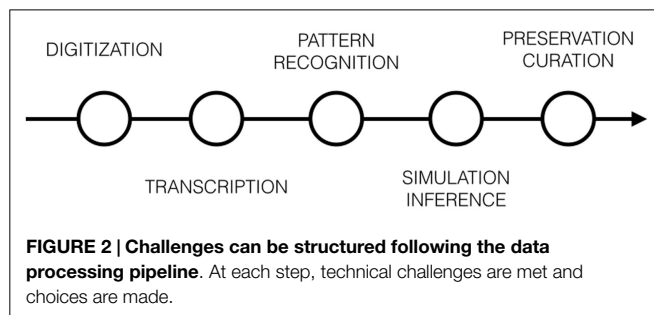 DIGITIZATION
PATTERN
RECOGNITION
PRESERVATION
CURATION
TRANSCRIPTION
SIMULATION
INFERENCE
FIGURE 2 | Challenges can be structured following the data
processing pipeline. At each step, technical challenges are met and
choices are made.